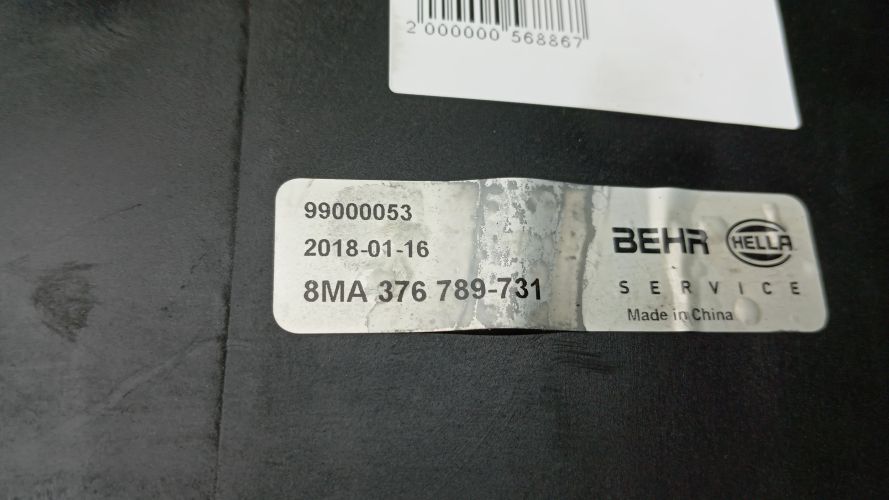 2 000000 568867
99000053
2018-01-16
8MA 376 789-731
BEHR HELLA
SERVICE
Made in China